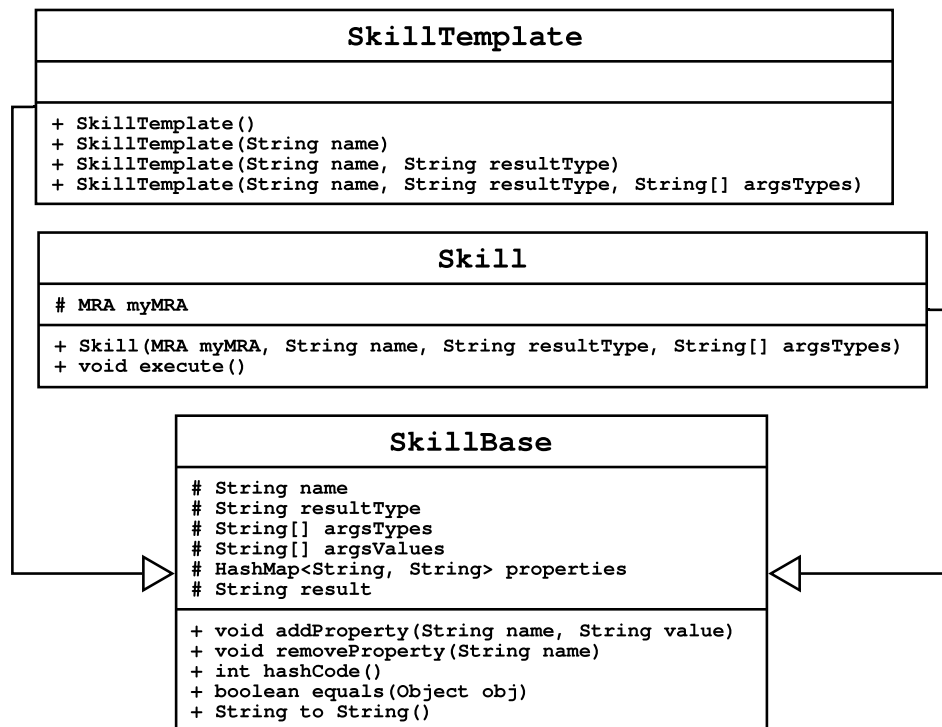 SkillTemplate
+ SkillTemplate()
+ SkillTemplate(String name)
+ SkillTemplate(String name, String resultType)
+ SkillTemplate(String name, String resultType, String[] argsTypes)
Skill
# MRA myMRA
+ Skill(MRA myMRA, String name, String resultType, String[] argsTypes)
+ void execute()
SkillBase
# String name
# String resultType
# String[] argsTypes
# String[] argsValues
# HashMap<String, String> properties
# String result
+ void addProperty(String name, String value)
+ void removeProperty(String name)
+ int hashCode()
+ boolean equals(Object obj)
+ String to String()